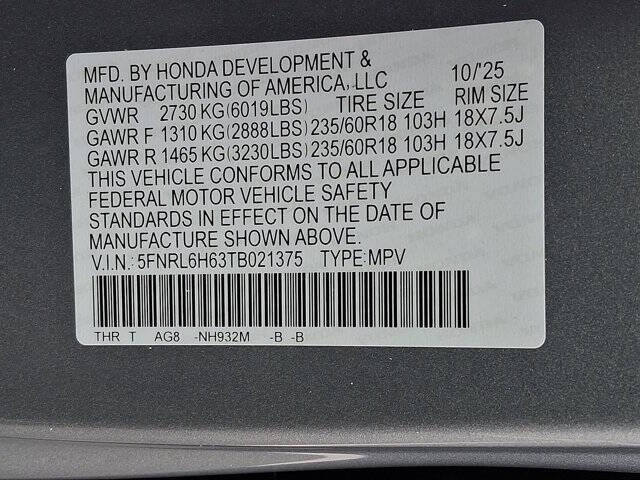 MFD. BY HONDA DEVELOPMENT &
MANUFACTURING OF AMERICA, LLC 10/'25
GVWR 2730 KG(6019LBS) TIRE SIZE RIM SIZE
GAWR F 1310 KG(2888LBS) 235/60R18 103H 18X7.5J
GAWR R 1465 KG(3230LBS) 235/60R18 103H 18X7.5J
THIS VEHICLE CONFORMS TO ALL APPLICABLE
FEDERAL MOTOR VEHICLE SAFETY
STANDARDS IN EFFECT ON THE DATE OF
MANUFACTURE SHOWN ABOVE.
V.I.N.: 5FNRL6H63TB021375 TYPE:MPV
THR T AG8 -NH932M -B -B